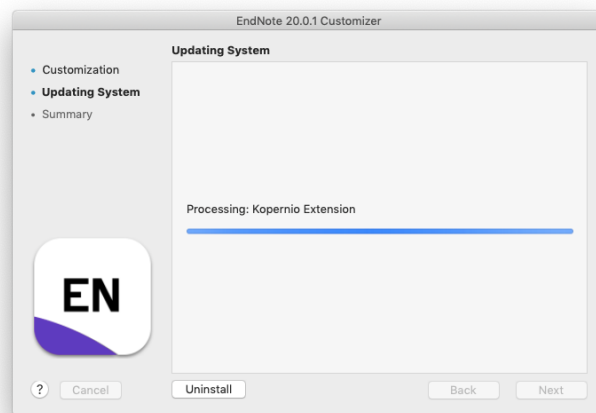 EndNote 20.0.1 Customizer
Updating System
Customization
Updating System
Summary
Processing: Kopernio Extension
EN
?
Cancel
Uninstall
Back
Next